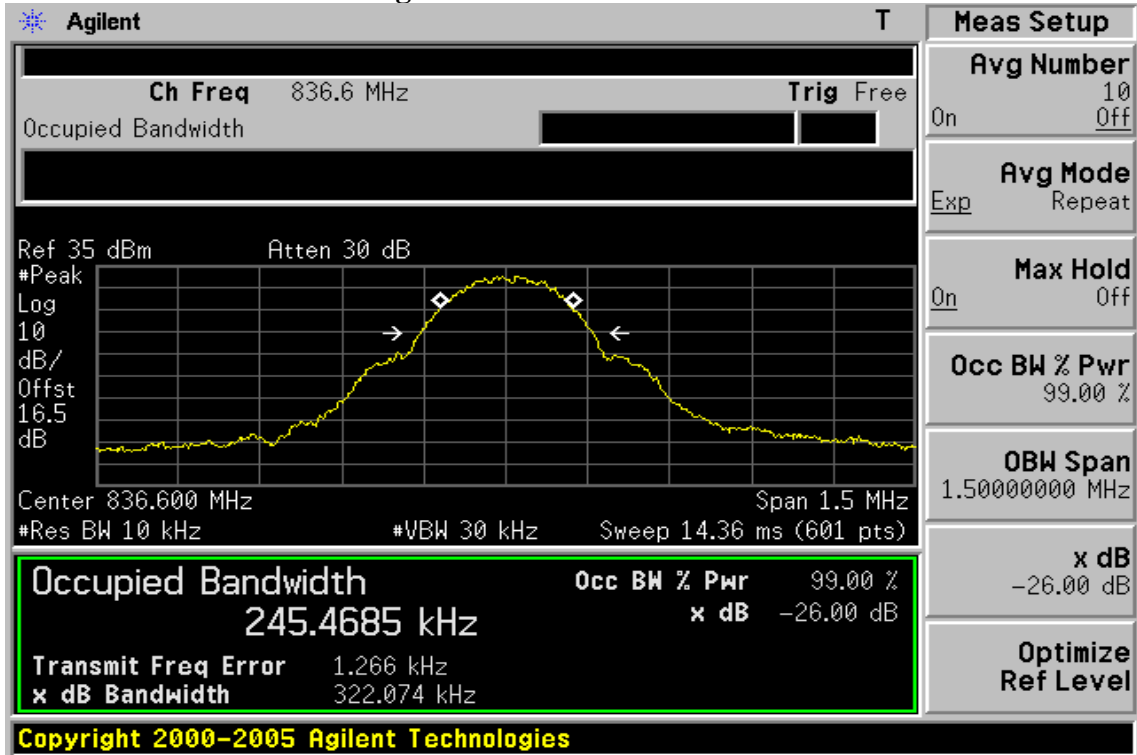 Agilent T
Ch Freq 836.6 MHz Trig Free
Occupied Bandwidth
Ref 35 dBm Atten 30 dB
#Peak
Log
10
dB/
Offst
16.5
dB
Center 836.600 MHz Span 1.5 MHz
#Res BW 10 kHz #VBW 30 kHz Sweep 14.36 ms (601 pts)
Occupied Bandwidth Occ BW % Pwr 99.00 %
245.4685 kHz x dB -26.00 dB
Transmit Freq Error 1.266 kHz
x dB Bandwidth 322.074 kHz
Meas Setup
Avg Number
10
On Off
Avg Mode
Exp Repeat
Max Hold
On Off
Occ BW % Pwr
99.00 %
OBW Span
1.50000000 MHz
x dB
-26.00 dB
Optimize
Ref Level
Copyright 2000-2005 Agilent Technologies